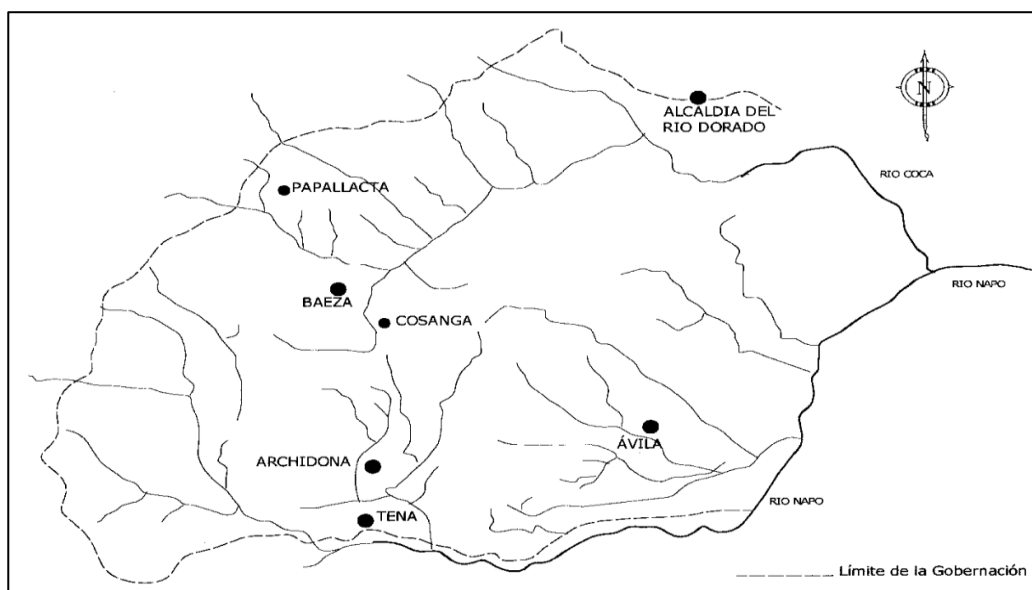 N
ALCALDIA DEL
RIO DORADO
PAPALLACTA
RIO COCA
RIO NAPO
BAEZA
COSANGA
ÁVILA
ARCHIDONA
RIO NAPO
TENA
Límite de la Gobernación